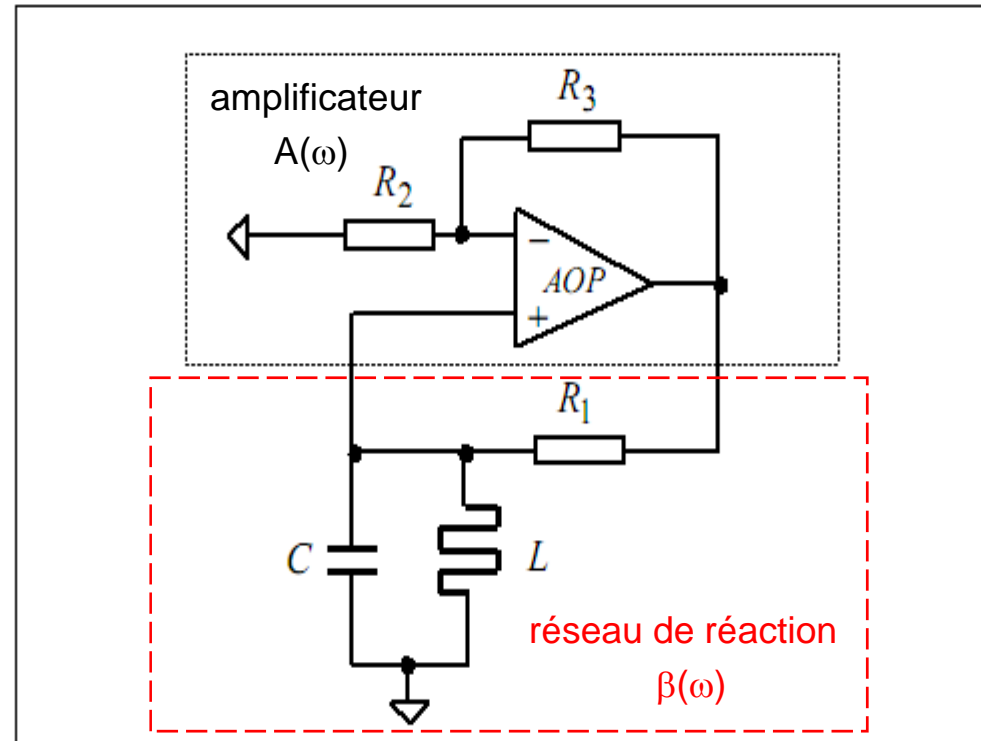 amplificateur
A(ω)
R3
R2
−
AOP
+
R1
C
L
réseau de réaction
β(ω)